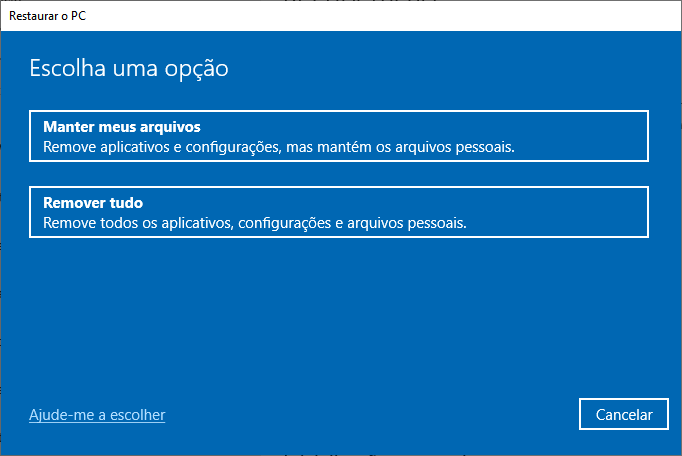 Restaurar o PC
Escolha uma opção
Manter meus arquivos
Remove aplicativos e configurações, mas mantém os arquivos pessoais.
Remover tudo
Remove todos os aplicativos, configurações e arquivos pessoais.
Ajude-me a escolher
Cancelar